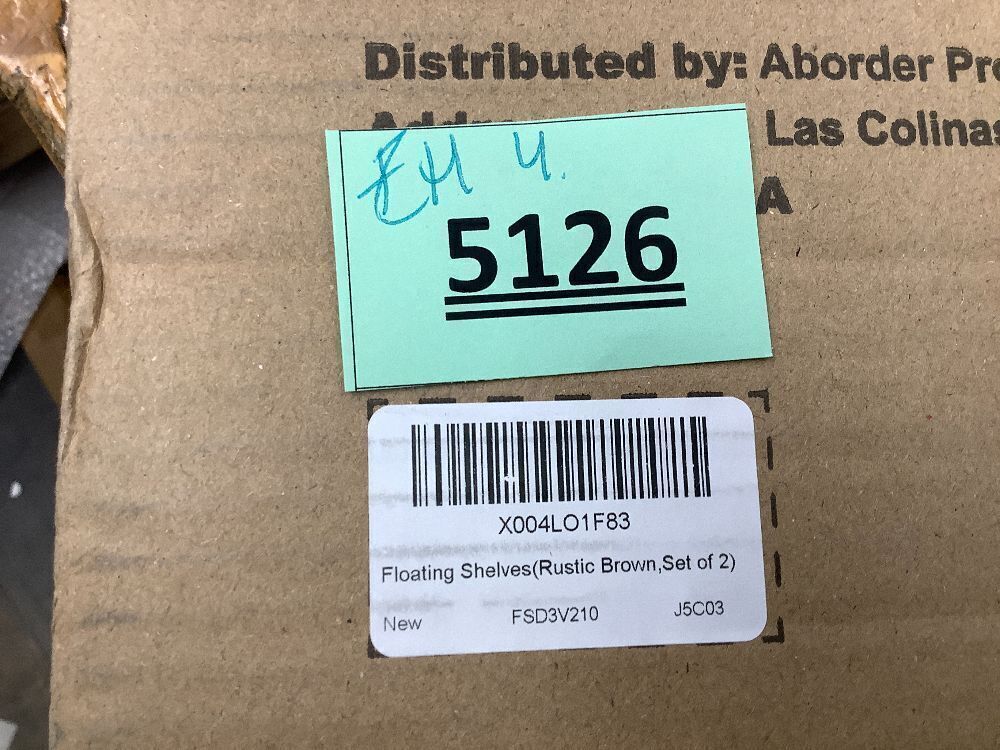 Distributed by: Aborder
Las Colinas
A
EH 4.
5126
X004LO1F83
Floating Shelves(Rustic Brown,Set of 2)
New FSD3V210 J5C03